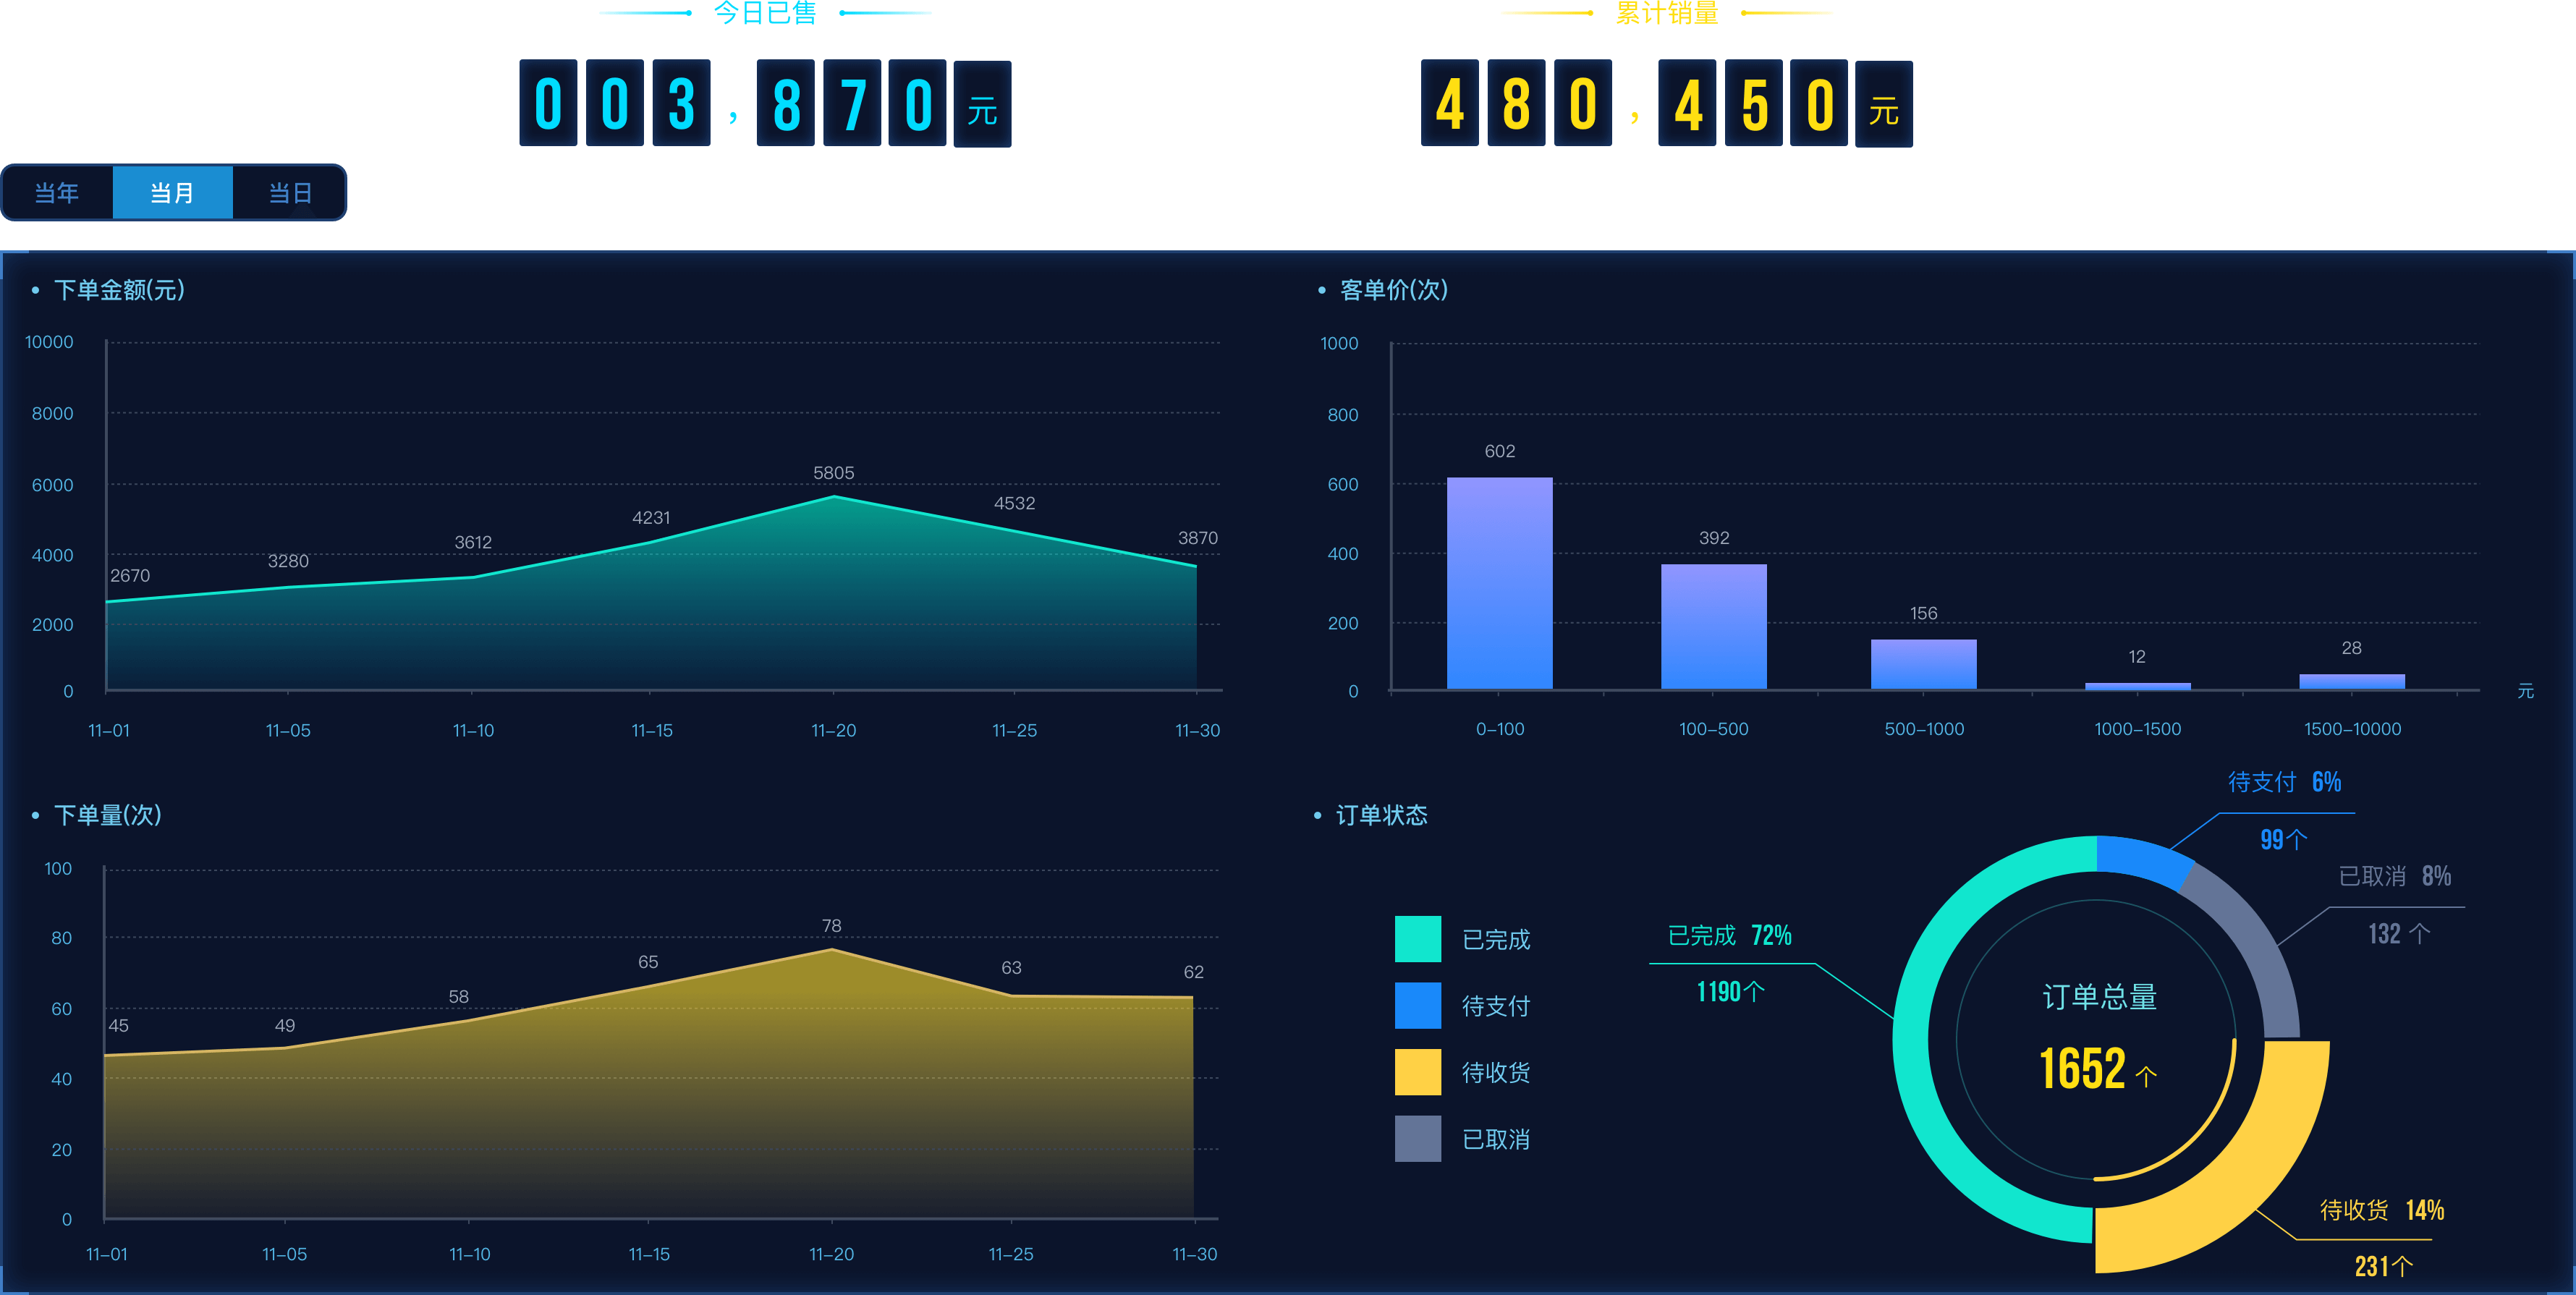 今日已售
累计销量
003,870元
480,450元
当年 当月 当日
下单金额(元)
10000
8000
6000
4000
2000
0
2670
3280
3612
4231
5805
4532
3870
11-01 11-05 11-10 11-15 11-20 11-25 11-30
客单价(次)
1000
800
600
400
200
0
602
392
156
12
28
元
0-100 100-500 500-1000 1000-1500 1500-10000
下单量(次)
100
80
60
40
20
0
45
49
58
65
78
63
62
11-01 11-05 11-10 11-15 11-20 11-25 11-30
订单状态
已完成
待支付
待收货
已取消
已完成 72%
1190个
待支付 6%
99个
已取消 8%
132 个
订单总量
1652 个
待收货 14%
231个